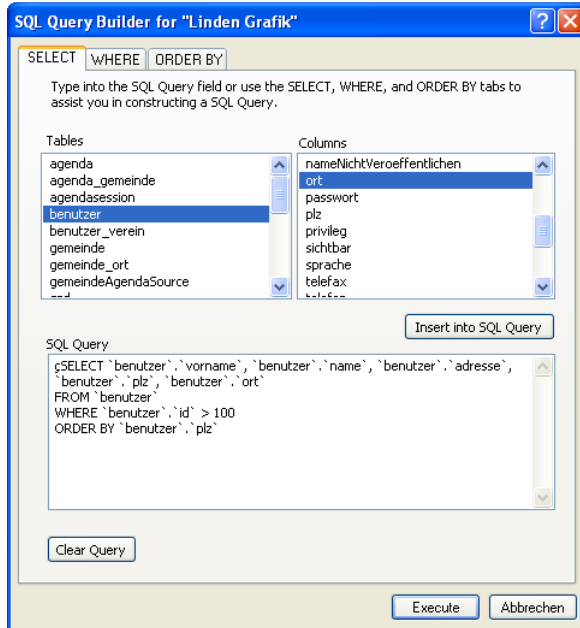 SQL Query Builder for "Linden Grafik"
SELECT WHERE ORDER BY
Type into the SQL Query field or use the SELECT, WHERE, and ORDER BY tabs to
assist you in constructing a SQL Query.
Tables
agenda
agenda_gemeinde
agendasession
benutzer
benutzer_verein
gemeinde
gemeinde_ort
gemeindeAgendaSource
Columns
nameNichtVeroeffentlichen
ort
passwort
plz
privileg
sichtbar
sprache
telefax
Insert into SQL Query
SQL Query
çSELECT `benutzer`.`vorname`, `benutzer`.`name`, `benutzer`.`adresse`,
`benutzer`.`plz`, `benutzer`.`ort`
FROM `benutzer`
WHERE `benutzer`.`id` > 100
ORDER BY `benutzer`.`plz`
Clear Query
Execute Abbrechen